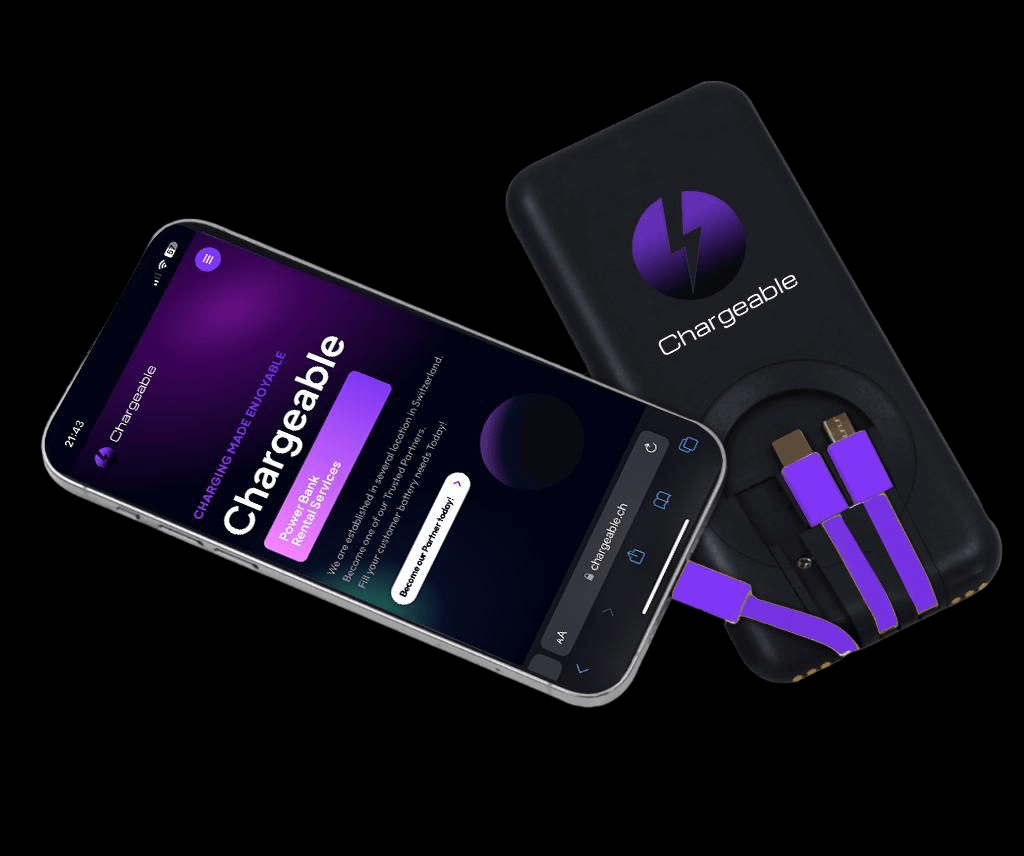 21:43
67
Chargeable
CHARGING MADE ENJOYABLE
Chargeable
Power Bank
Rental Services
We are established in several location in Switzerland.
Become one of our Trusted Partners.
Fill your customer battery needs Today!
Become our Partner today!
AA
chargeable.ch
Chargeable